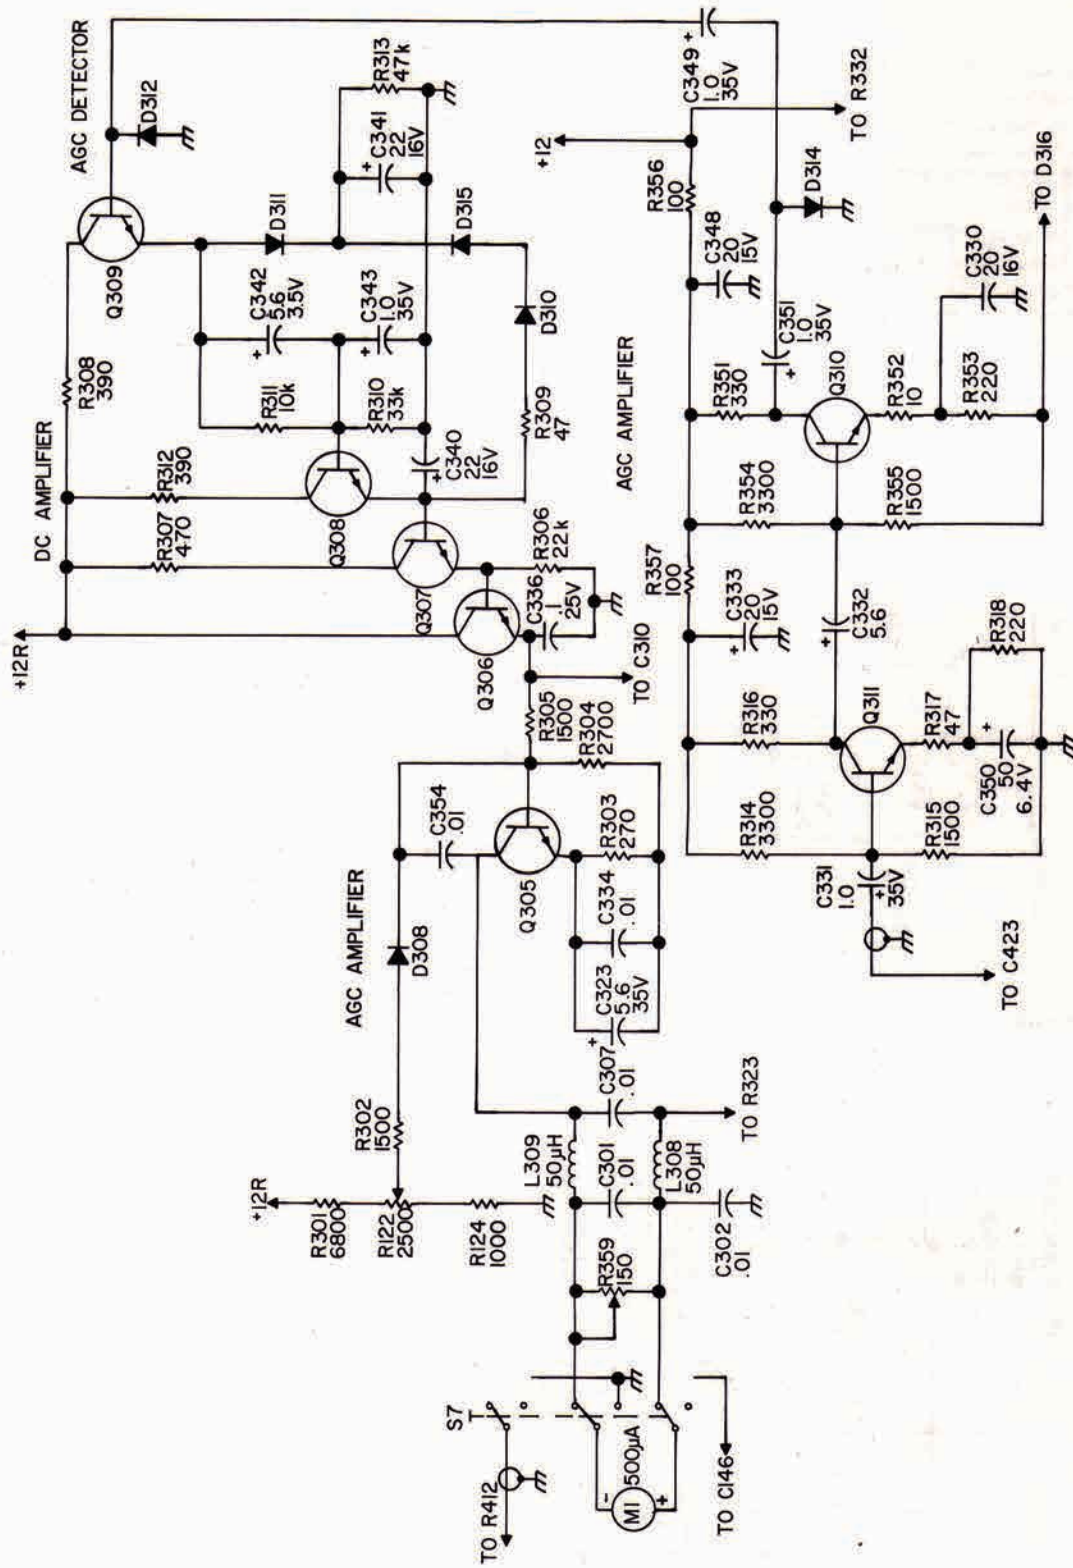 AGC DETECTOR
D312
Q309
R308
390
D311
C342
5.6
3.5V
+
C343
1.0
35V
+
R311
10k
R310
33k
R313
47k
C341
22
16V
+
D315
D310
R309
47
C340
22
16V
+
DC AMPLIFIER
R312
390
R307
470
Q308
Q307
Q306
R306
22k
C336
.1
25V
+12R
TO C310
R305
1500
R304
2700
C354
.01
Q305
R303
270
C334
.01
C323
5.6
35V
+
AGC AMPLIFIER
D308
R302
1500
+12R
R301
6800
R122
2500
R124
1000
L309
50µH
C307
.01
C301
.01
L308
50µH
TO R323
C302
.01
R359
150
S7
TO R412
M1
-
+
500µA
TO C146
C349
1.0
35V
+
+12
TO R332
R356
100
C348
20
15V
D314
C351
1.0
35V
+
AGC AMPLIFIER
R351
330
Q310
R352
10
R353
220
C330
20
16V
TO D316
R354
3300
R355
1500
R357
100
C333
20
15V
+
C332
5.6
+
R316
330
Q311
R317
47
R318
220
C350
50
6.4V
+
R314
3300
R315
1500
C331
1.0
35V
+
TO C423